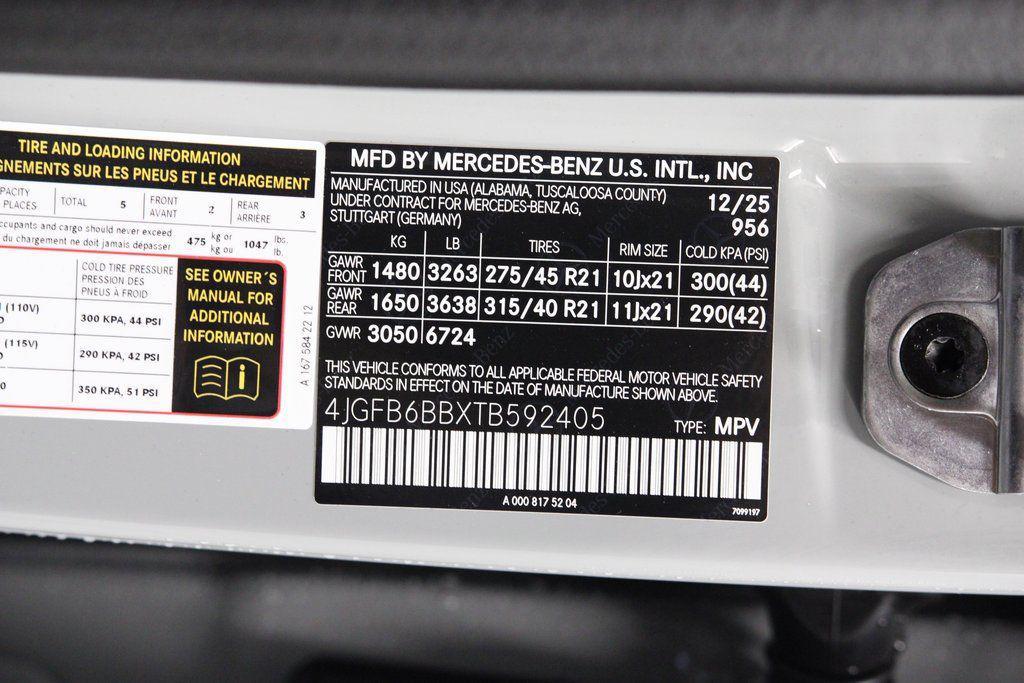 TIRE AND LOADING INFORMATION
GNEMENTS SUR LES PNEUS ET LE CHARGEMENT
PACITY TOTAL 5 FRONT 2 REAR 3
PLACES AVANT ARRIÈRE
ccupants and cargo should never exceed 475 kg or 1047 lbs.
du chargement ne doit jamais dépasser kg ou lb.
COLD TIRE PRESSURE
PRESSION DES
PNEUS À FROID
(110V)
300 KPA, 44 PSI
(115V)
290 KPA, 42 PSI
350 KPA, 51 PSI
SEE OWNER'S
MANUAL FOR
ADDITIONAL
INFORMATION
i
A 167 584 22 12
MFD BY MERCEDES-BENZ U.S. INTL., INC
MANUFACTURED IN USA (ALABAMA, TUSCALOOSA COUNTY) 12/25
UNDER CONTRACT FOR MERCEDES-BENZ AG, 956
STUTTGART (GERMANY)
KG LB TIRES RIM SIZE COLD KPA(PSI)
GAWR FRONT 1480 3263 275/45 R21 10Jx21 300(44)
GAWR REAR 1650 3638 315/40 R21 11Jx21 290(42)
GVWR 3050 6724
THIS VEHICLE CONFORMS TO ALL APPLICABLE FEDERAL MOTOR VEHICLE SAFETY
STANDARDS IN EFFECT ON THE DATE OF MANUFACTURE SHOWN ABOVE.
4JGFB6BBXTB592405 TYPE: MPV
A 000 817 52 04
7099197